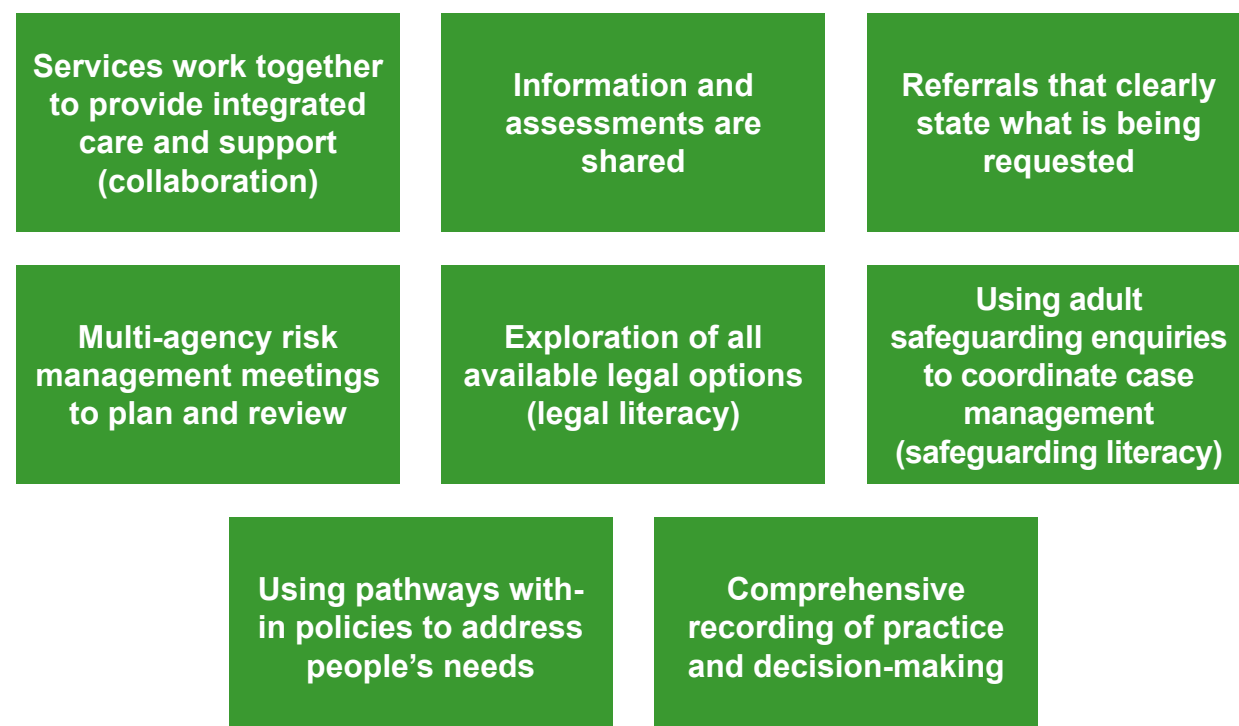 Services work together
to provide integrated
care and support
(collaboration)
Information and
assessments are
shared
Referrals that clearly
state what is being
requested
Multi-agency risk
management meetings
to plan and review
Exploration of all
available legal options
(legal literacy)
Using adult
safeguarding enquiries
to coordinate case
management
(safeguarding literacy)
Using pathways with-
in policies to address
people’s needs
Comprehensive
recording of practice
and decision-making